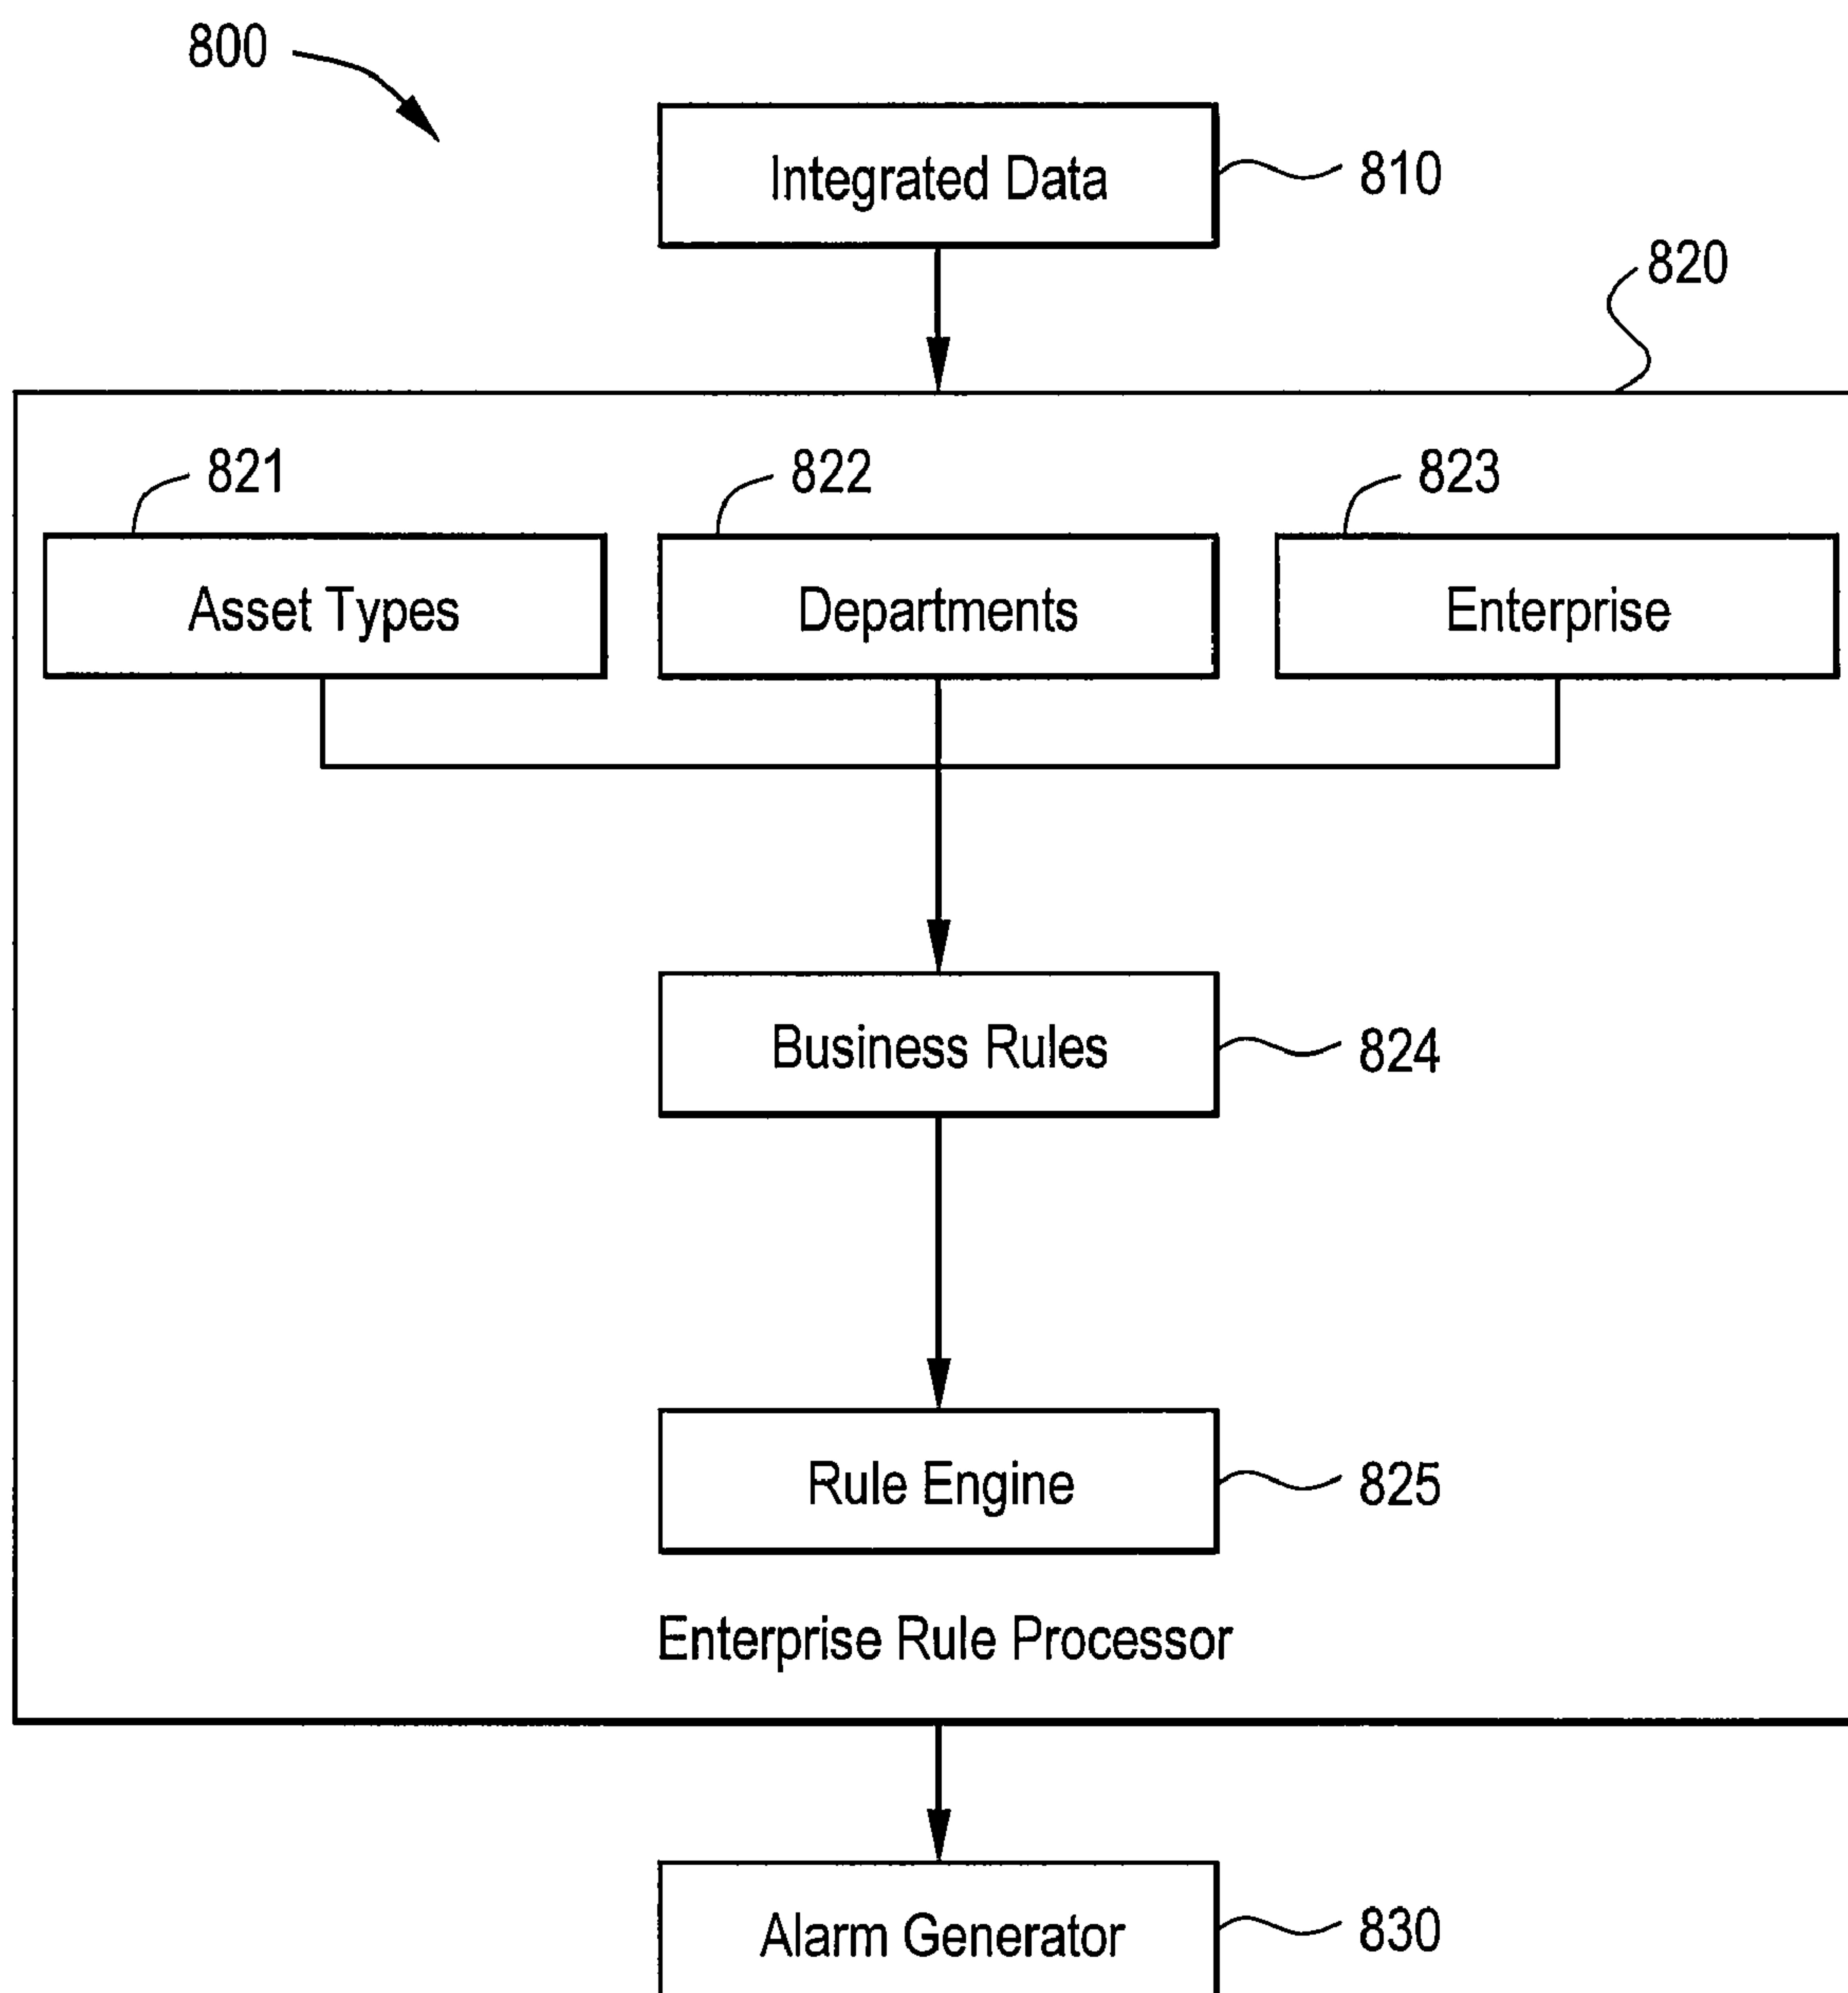 800
Integrated Data
810
820
821
822
823
Asset Types
Departments
Enterprise
Business Rules
824
Rule Engine
825
Enterprise Rule Processor
Alarm Generator
830